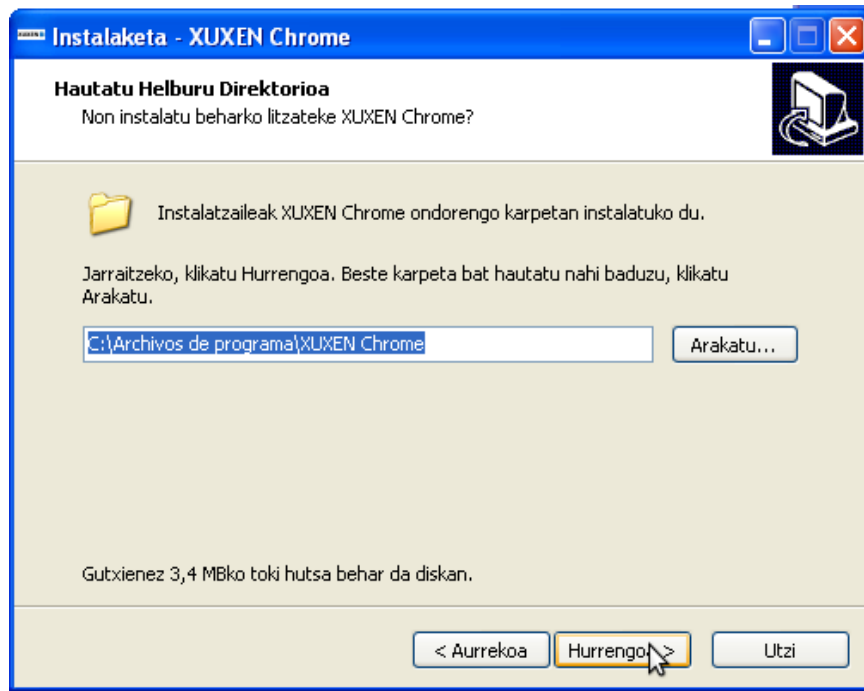 Instalaketa - XUXEN Chrome
Hautatu Helburu Direktorioa
Non instalatu beharko litzateke XUXEN Chrome?
Instalatzaileak XUXEN Chrome ondorengo karpetan instalatuko du.
Jarraitzeko, klikatu Hurrengoa. Beste karpeta bat hautatu nahi baduzu, klikatu
Arakatu.
C:\Archivos de programa\XUXEN Chrome
Arakatu...
Gutxienez 3,4 MBko toki hutsa behar da diskan.
< Aurrekoa
Hurrengoa >
Utzi